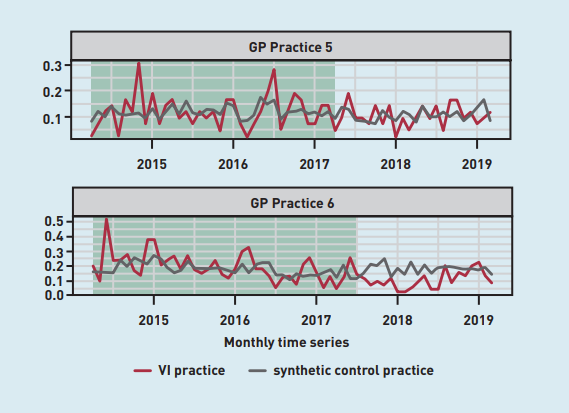 GP Practice 5
0.3
0.2
0.1
2015 2016 2017 2018 2019
GP Practice 6
0.5
0.4
0.3
0.2
0.1
0.0
2015 2016 2017 2018 2019
Monthly time series
VI practice synthetic control practice